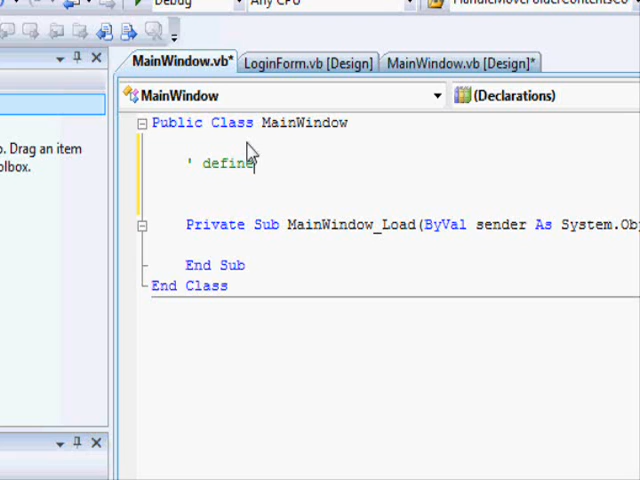 Debug Any CPU HandleMoveFolderContentsCo
MainWindow.vb* LoginForm.vb [Design] MainWindow.vb [Design]*
MainWindow (Declarations)
o. Drag an item
olbox.
Public Class MainWindow
' define
Private Sub MainWindow_Load(ByVal sender As System.Obj
End Sub
End Class